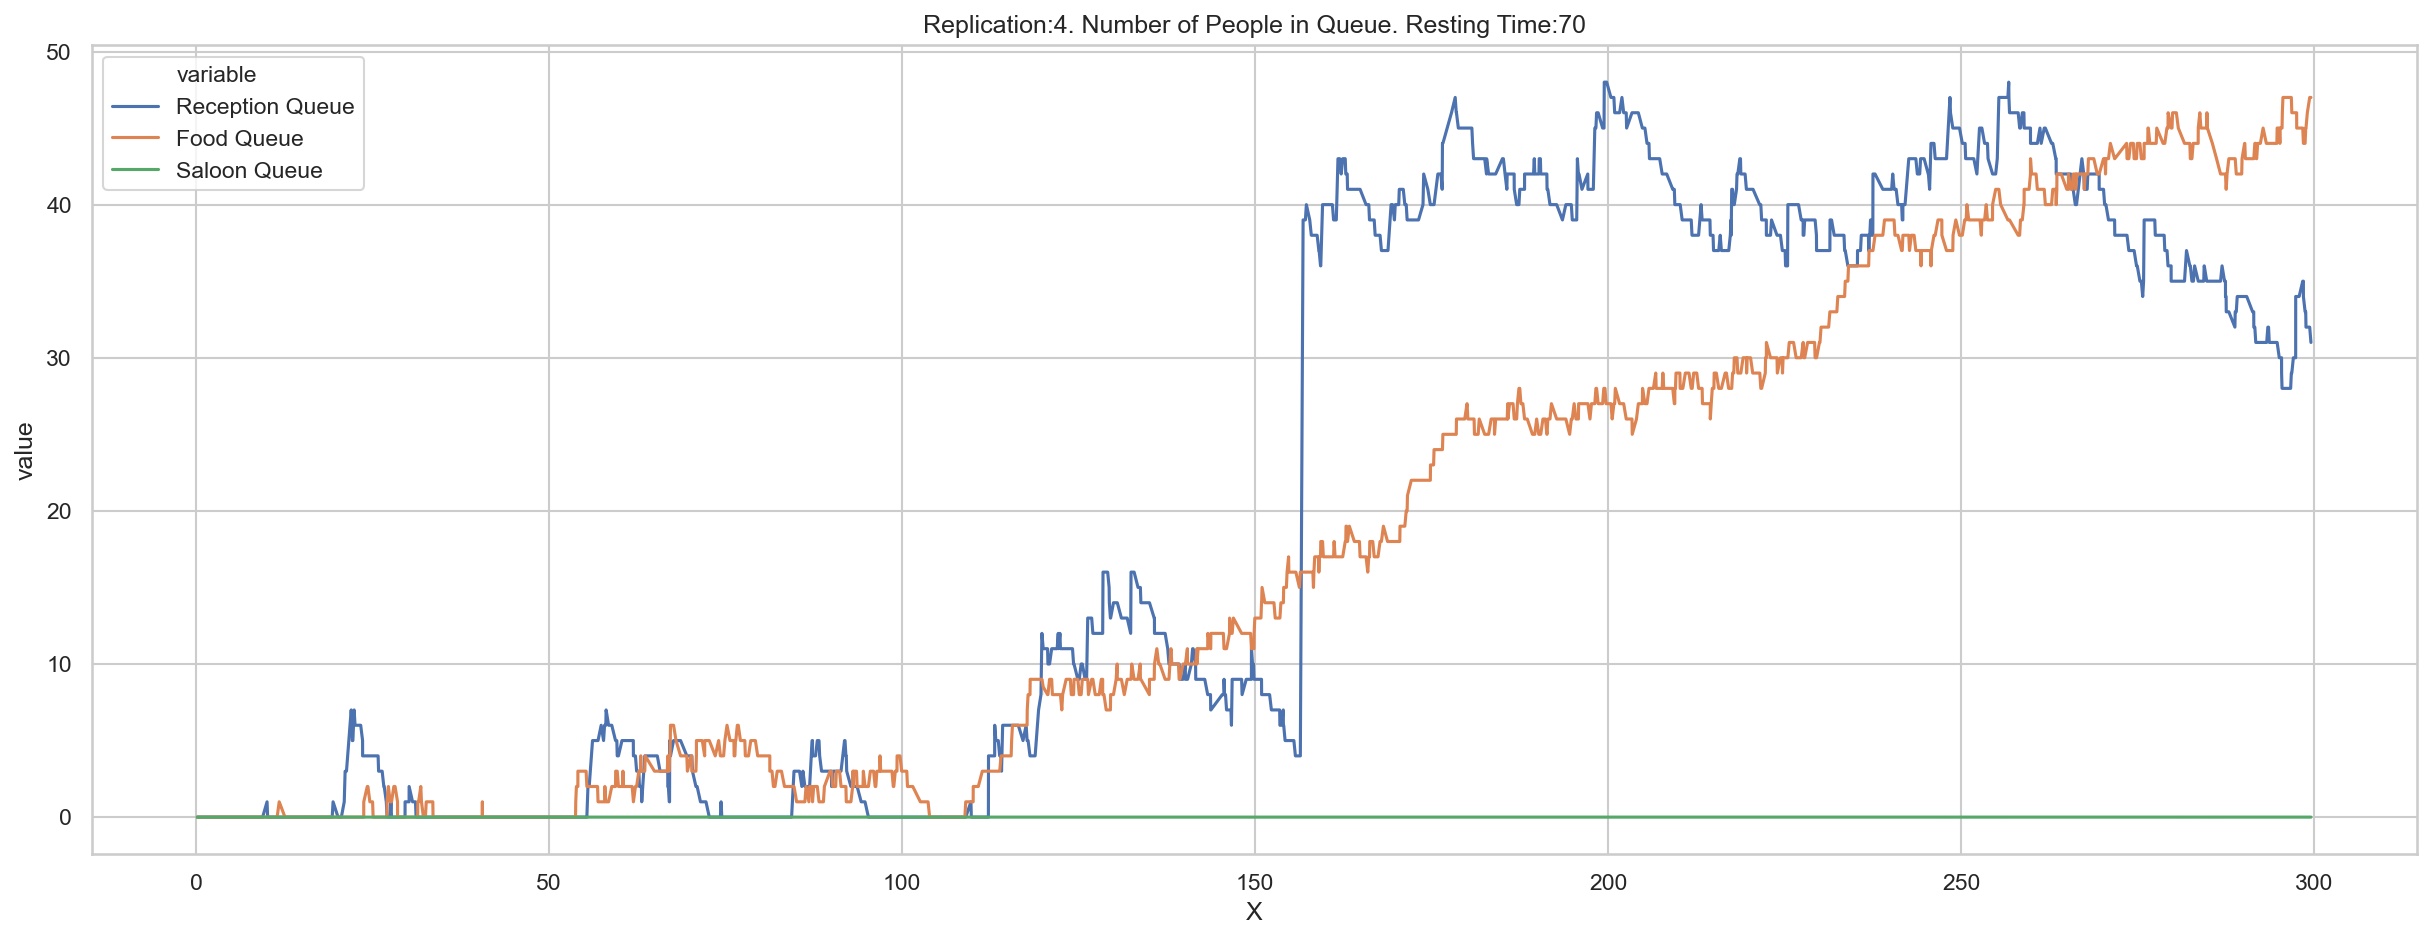 Replication:4. Number of People in Queue. Resting Time:70
variable
Reception Queue
Food Queue
Saloon Queue
value
50
40
30
20
10
0
0 50 100 150 200 250 300
X